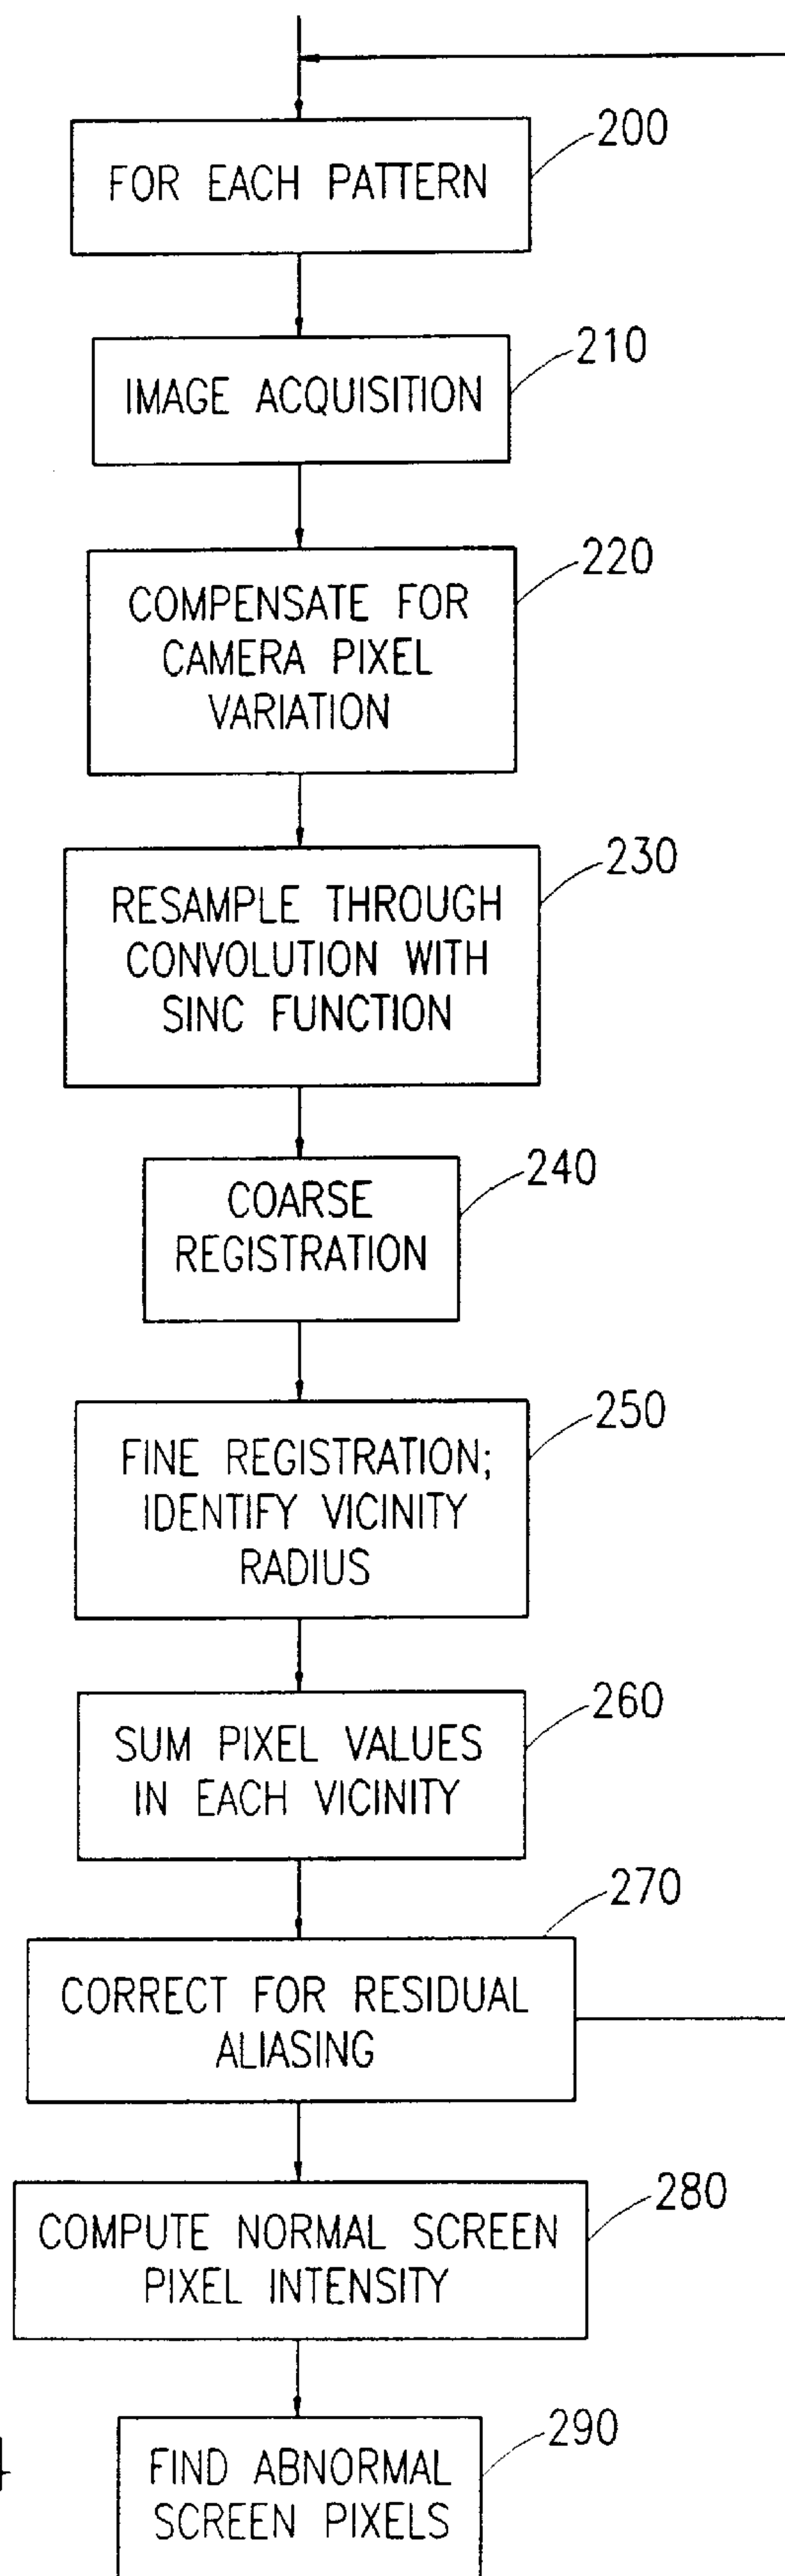 200
FOR EACH PATTERN
210
IMAGE ACQUISITION
220
COMPENSATE FOR
CAMERA PIXEL
VARIATION
230
RESAMPLE THROUGH
CONVOLUTION WITH
SINC FUNCTION
240
COARSE
REGISTRATION
250
FINE REGISTRATION;
IDENTIFY VICINITY
RADIUS
260
SUM PIXEL VALUES
IN EACH VICINITY
270
CORRECT FOR RESIDUAL
ALIASING
280
COMPUTE NORMAL SCREEN
PIXEL INTENSITY
290
FIND ABNORMAL
SCREEN PIXELS